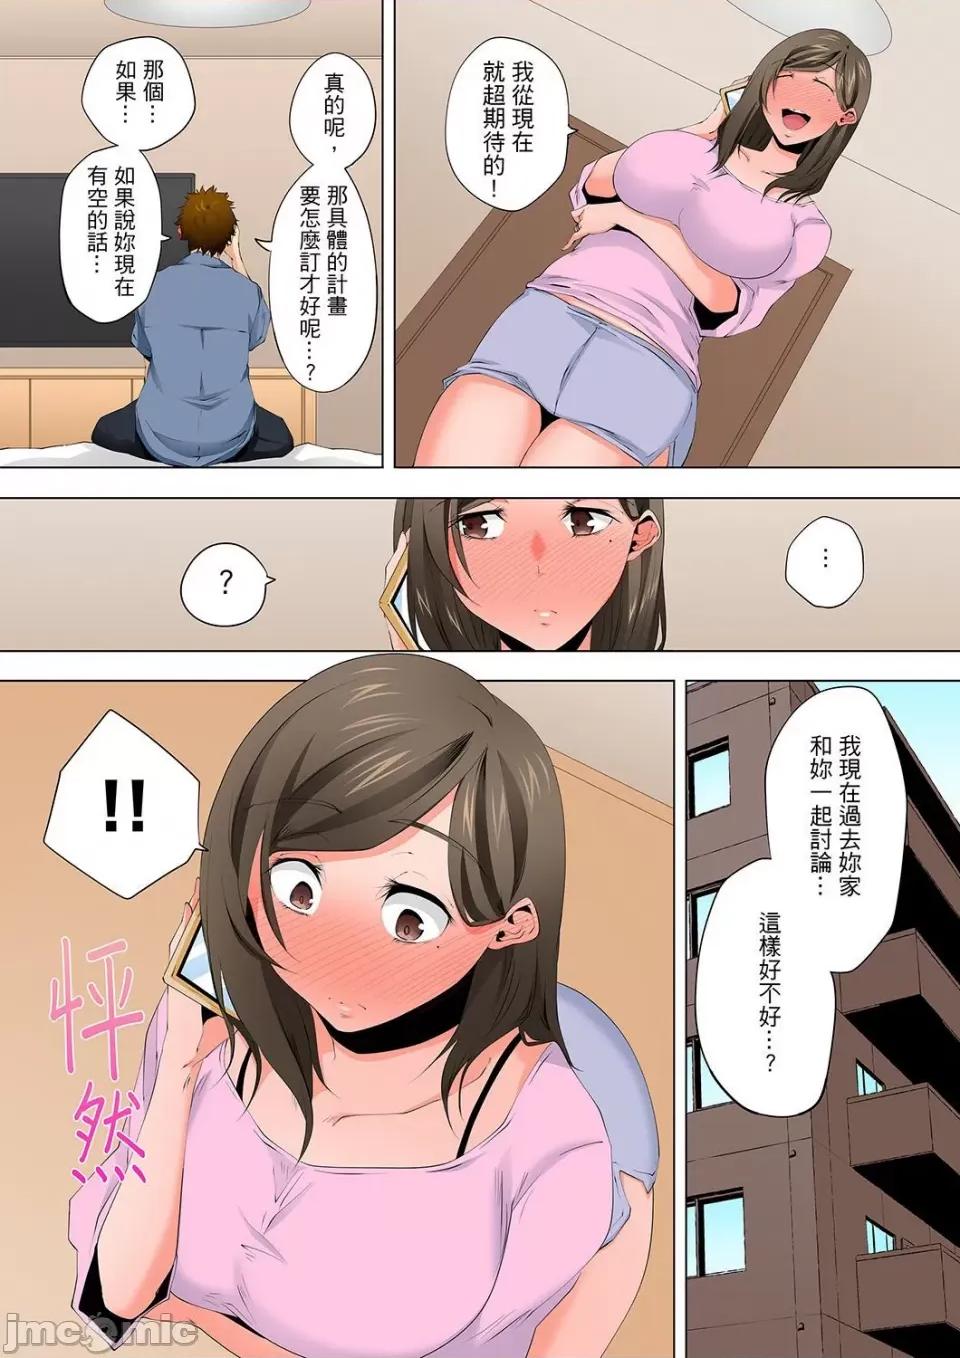 我從現在
就超期待的！
真的呢，
那具體的計畫
要怎麼訂才好呢…？
那個…
如果…
如果說妳現在
有空的話…
…
？
我現在過去妳家
和妳一起討論…
這樣好不好…？
!!
怦然
jmcomic